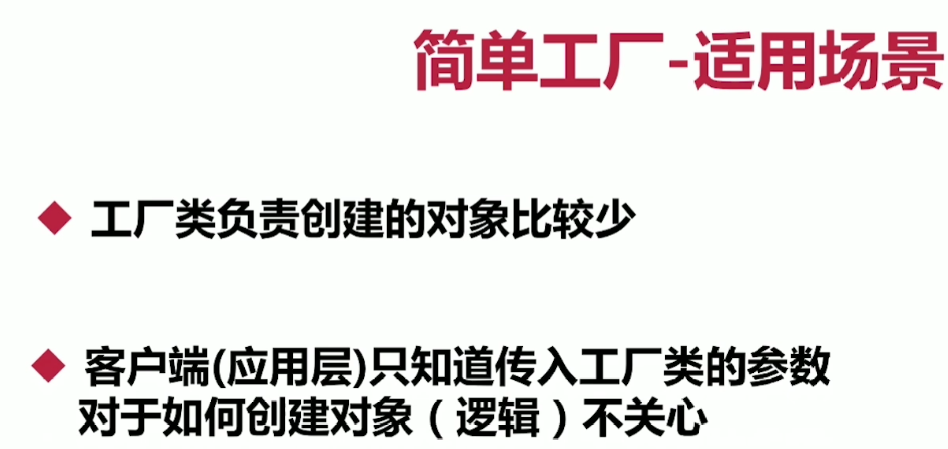 简单工厂-适用场景
工厂类负责创建的对象比较少
客户端(应用层)只知道传入工厂类的参数
对于如何创建对象（逻辑）不关心